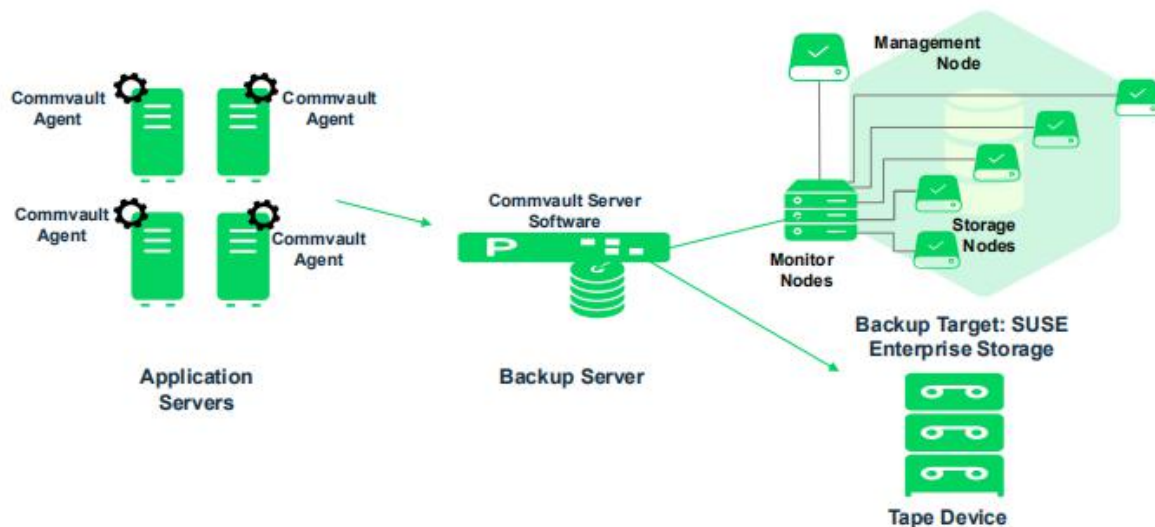 Commvault
Agent
Commvault
Agent
Commvault
Agent
Commvault
Agent
Application
Servers
Commvault Server
Software
Backup Server
Management
Node
Monitor
Nodes
Storage
Nodes
Backup Target: SUSE
Enterprise Storage
Tape Device